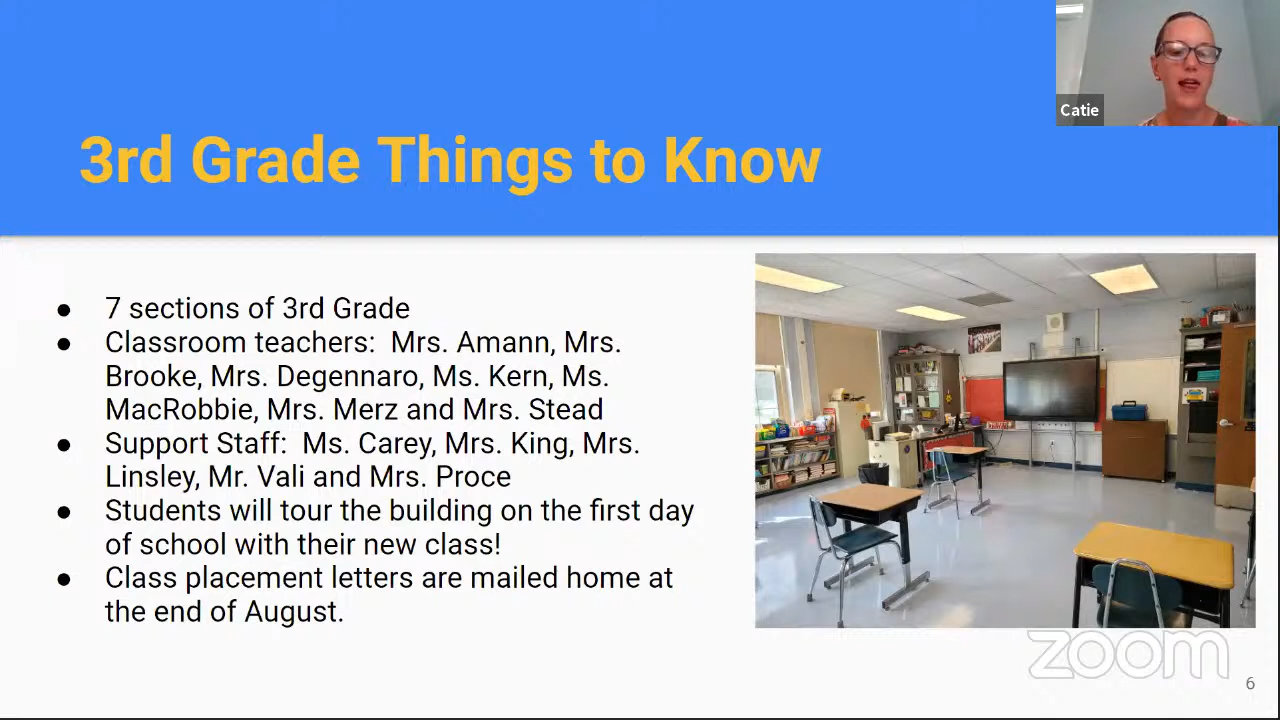 Catie
3rd Grade Things to Know
● 7 sections of 3rd Grade
● Classroom teachers:  Mrs. Amann, Mrs.
Brooke, Mrs. Degennaro, Ms. Kern, Ms.
MacRobbie, Mrs. Merz and Mrs. Stead
● Support Staff:  Ms. Carey, Mrs. King, Mrs.
Linsley, Mr. Vali and Mrs. Proce
● Students will tour the building on the first day
of school with their new class!
● Class placement letters are mailed home at
the end of August.
zoom
6